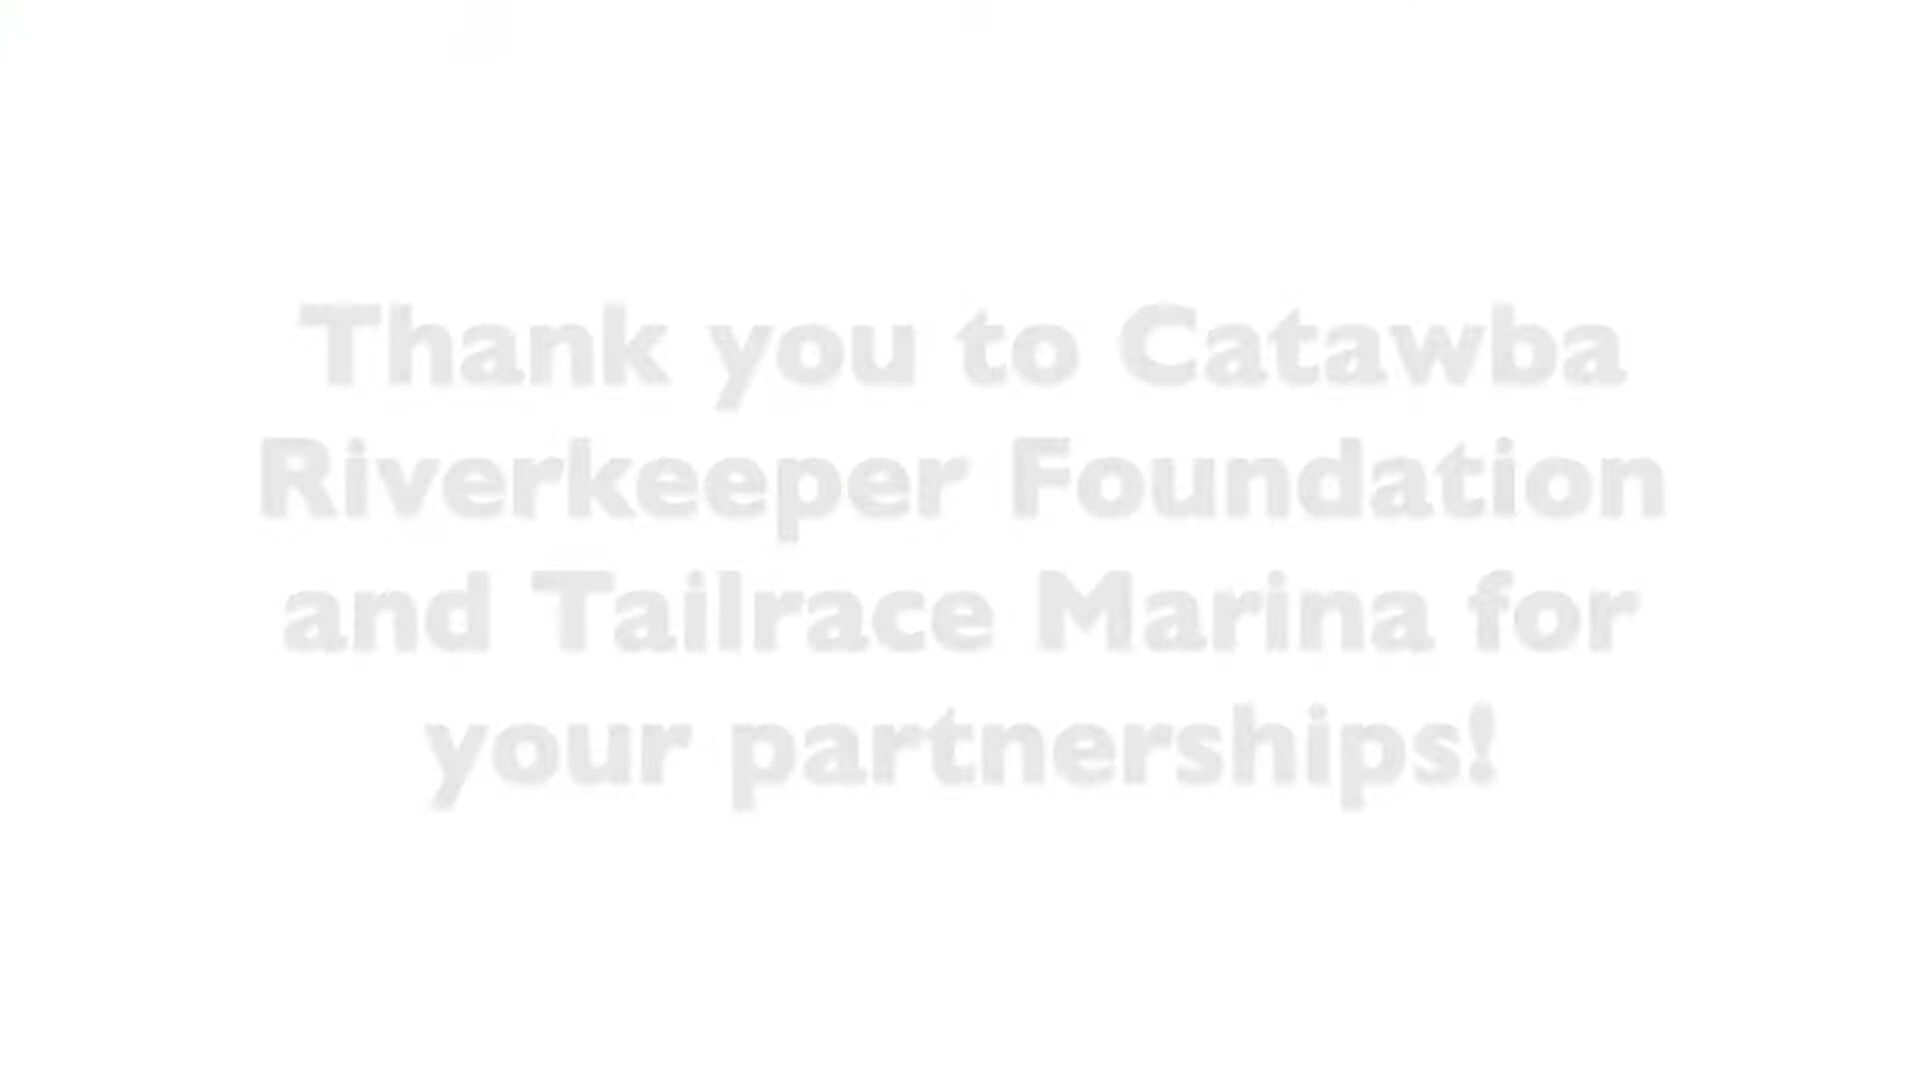 Thank you to Catawba
Riverkeeper Foundation
and Tailrace Marina for
your partnerships!